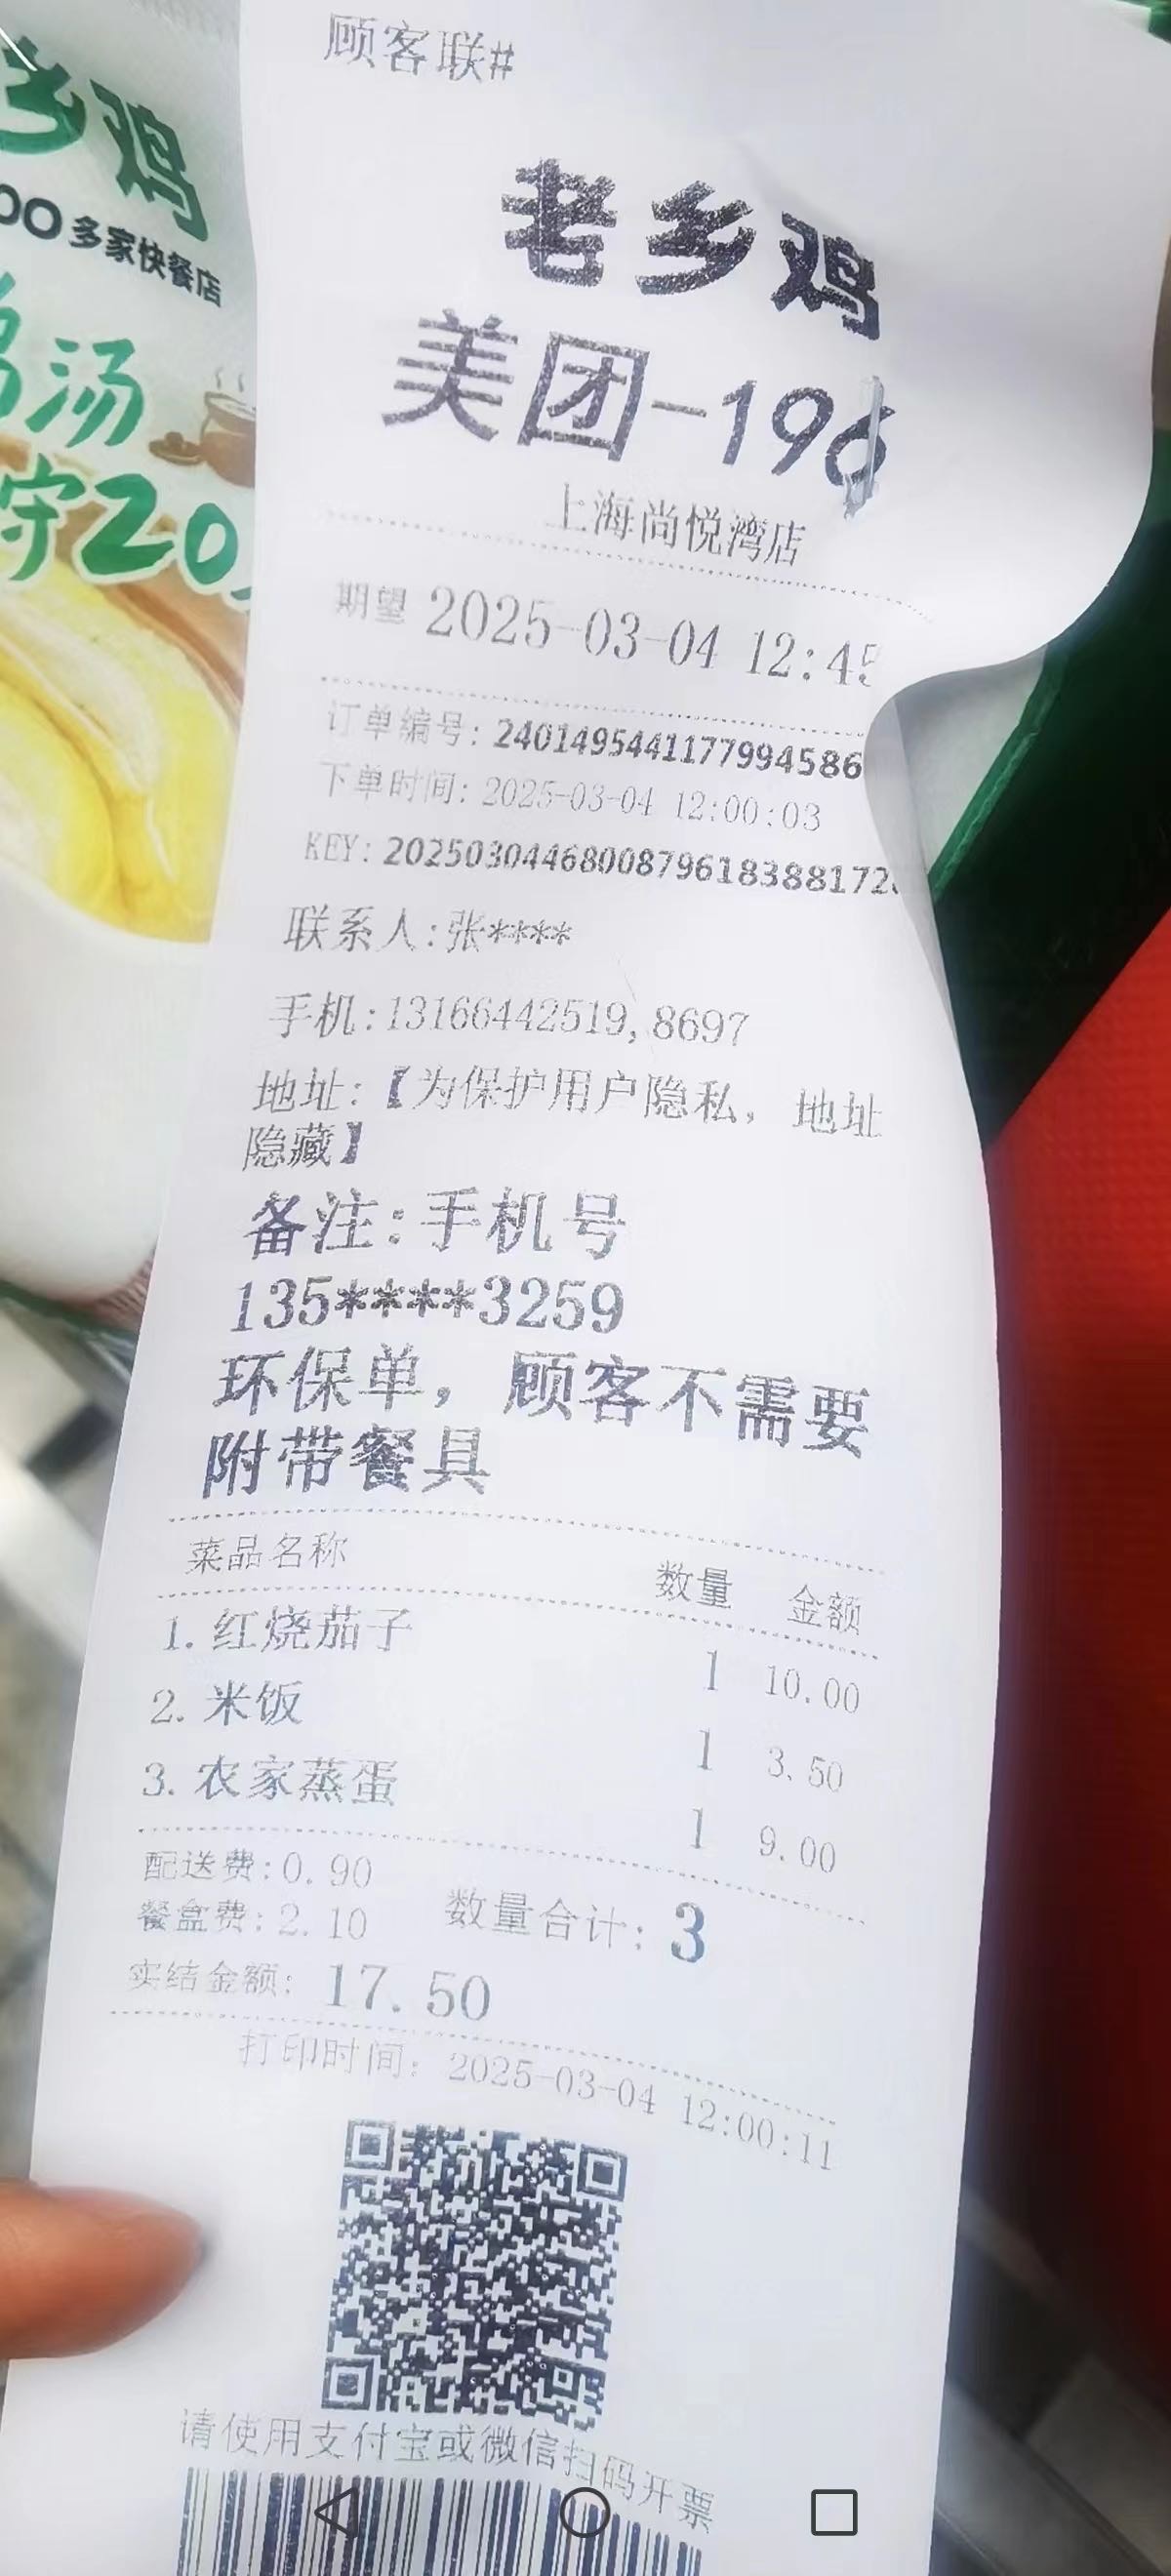 乡鸡
00多家快餐店
汤
守20
顾客联#
老乡鸡
美团-196
上海尚悦湾店
期望 2025-03-04 12:45
订单编号: 2401495441177994586
下单时间: 2025-03-04 12:00:03
KEY: 2025030446800879618388172
联系人:张****
手机:13166442519,8697
地址:【为保护用户隐私, 地址
隐藏】
备注:手机号
135****3259
环保单, 顾客不需要
附带餐具
菜品名称 数量 金额
1. 红烧茄子 1 10.00
2. 米饭 1 3.50
3. 农家蒸蛋 1 9.00
配送费:0.90
餐盒费:2.10 数量合计: 3
实结金额: 17.50
打印时间: 2025-03-04 12:00:11
请使用支付宝或微信扫码开票